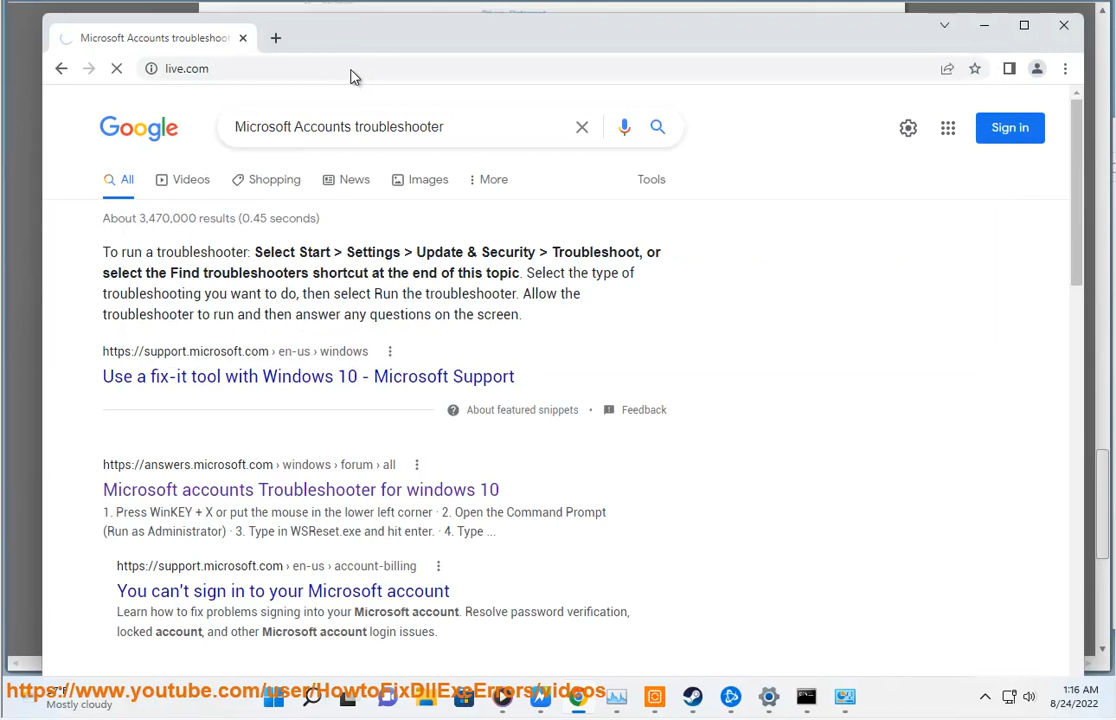 Microsoft Accounts troubleshoot
live.com
Google
Microsoft Accounts troubleshooter
Sign in
All
Videos
Shopping
News
Images
More
Tools
About 3,470,000 results (0.45 seconds)
To run a troubleshooter: Select Start > Settings > Update & Security > Troubleshoot, or
select the Find troubleshooters shortcut at the end of this topic. Select the type of
troubleshooting you want to do, then select Run the troubleshooter. Allow the
troubleshooter to run and then answer any questions on the screen.
https://support.microsoft.com › en-us › windows
Use a fix-it tool with Windows 10 - Microsoft Support
About featured snippets • Feedback
https://answers.microsoft.com › windows › forum › all
Microsoft accounts Troubleshooter for windows 10
1. Press WinKEY + X or put the mouse in the lower left corner · 2. Open the Command Prompt
(Run as Administrator) · 3. Type in WSReset.exe and hit enter. · 4. Type ...
https://support.microsoft.com › en-us › account-billing
You can't sign in to your Microsoft account
Learn how to fix problems signing into your Microsoft account. Resolve password verification,
locked account, and other Microsoft account login issues.
https://www.youtube.com/user/HowtoFixDllExeErrors/videos
Mostly cloudy
1:16 AM
8/24/2022